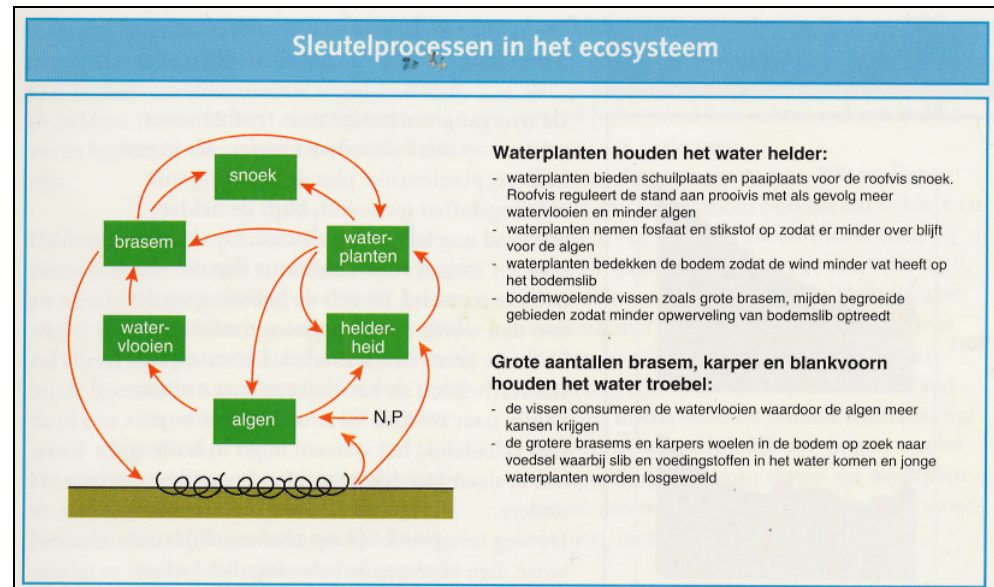 Sleutelprocessen in het ecosysteem
snoek
brasem
water-
planten
water-
vlooien
helder-
heid
algen
N,P
Waterplanten houden het water helder:
- waterplanten bieden schuilplaats en paaiplaats voor de roofvis snoek.
Roofvis reguleert de stand aan prooivis met als gevolg meer
watervlooien en minder algen
- waterplanten nemen fosfaat en stikstof op zodat er minder over blijft
voor de algen
- waterplanten bedekken de bodem zodat de wind minder vat heeft op
het bodemslib
- bodemwoelende vissen zoals grote brasem, mijden begroeide
gebieden zodat minder opwerveling van bodemslib optreedt
Grote aantallen brasem, karper en blankvoorn
houden het water troebel:
- de vissen consumeren de watervlooien waardoor de algen meer
kansen krijgen
- de grotere brasems en karpers woelen in de bodem op zoek naar
voedsel waarbij slib en voedingstoffen in het water komen en jonge
waterplanten worden losgewoeld